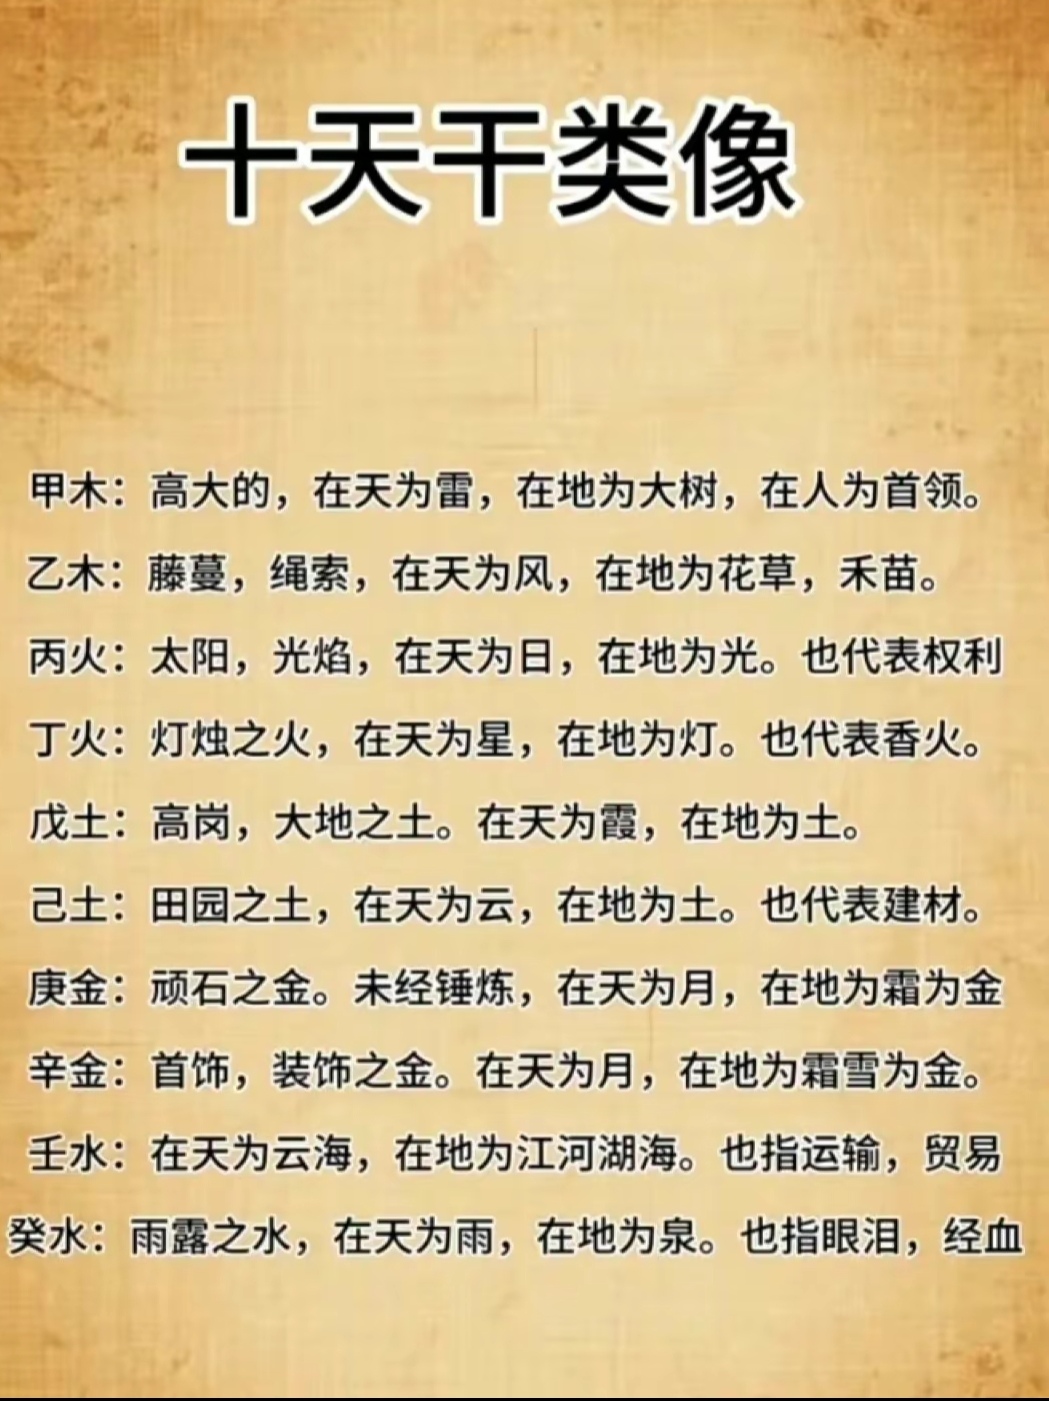 十天干类像
甲木：高大的，在天为雷，在地为大树，在人为首领。
乙木：藤蔓，绳索，在天为风，在地为花草，禾苗。
丙火：太阳，光焰，在天为日，在地为光。也代表权利
丁火：灯烛之火，在天为星，在地为灯。也代表香火。
戊土：高岗，大地之土。在天为霞，在地为土。
己土：田园之土，在天为云，在地为土。也代表建材。
庚金：顽石之金。未经锤炼，在天为月，在地为霜为金
辛金：首饰，装饰之金。在天为月，在地为霜雪为金。
壬水：在天为云海，在地为江河湖海。也指运输，贸易
癸水：雨露之水，在天为雨，在地为泉。也指眼泪，经血